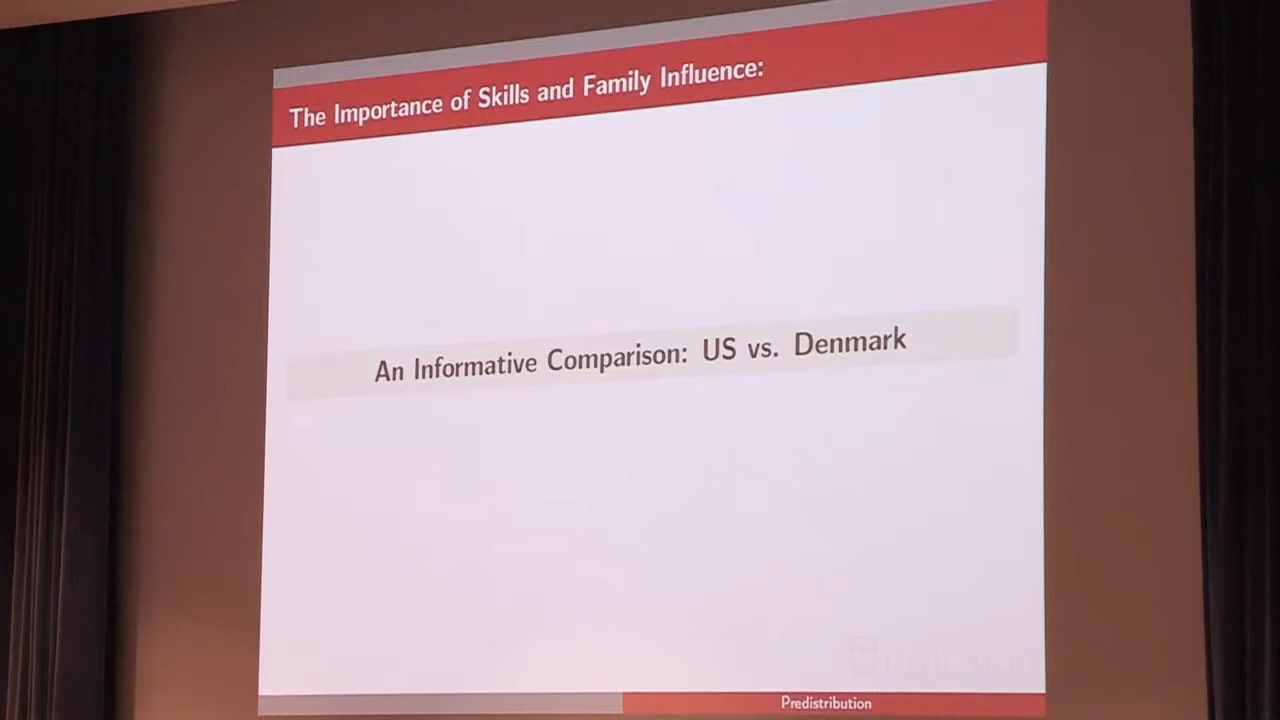 The Importance of Skills and Family Influence:
An Informative Comparison: US vs. Denmark
Predistribution